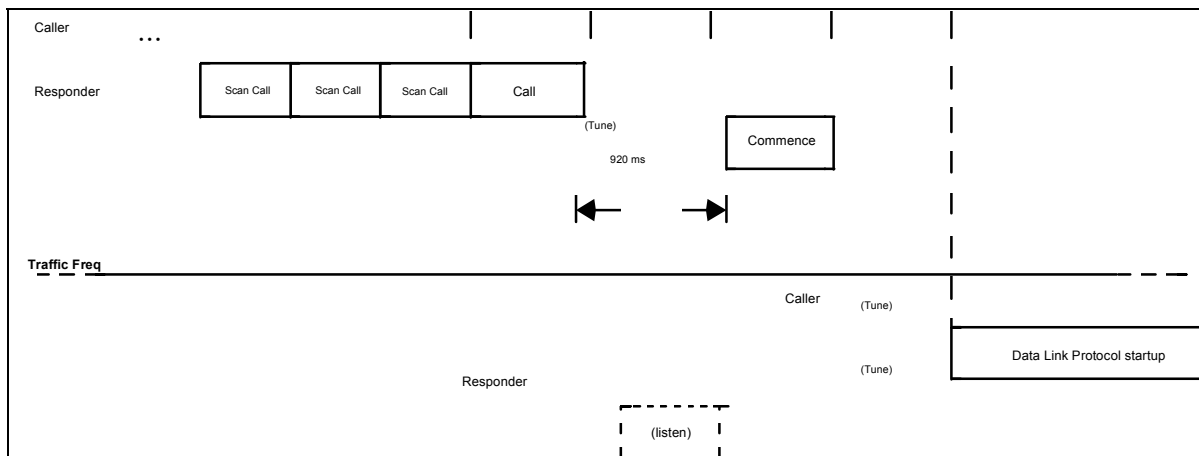 Caller
...
Responder
Scan Call
Scan Call
Scan Call
Call
(Tune)
Commence
920 ms
Traffic Freq
Caller
(Tune)
Data Link Protocol startup
(Tune)
Responder
(listen)